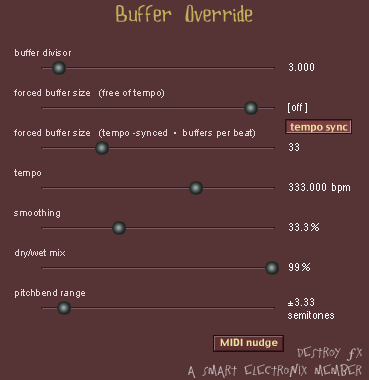 Buffer Override
buffer divisor
3.000
forced buffer size (free of tempo)
[off]
tempo sync
forced buffer size (tempo-synced • buffers per beat)
33
tempo
333.000 bpm
smoothing
33.3%
dry/wet mix
99%
pitchbend range
±3.33
semitones
MIDI nudge
DESTROY FX
A SMART ELECTRONIX MEMBER